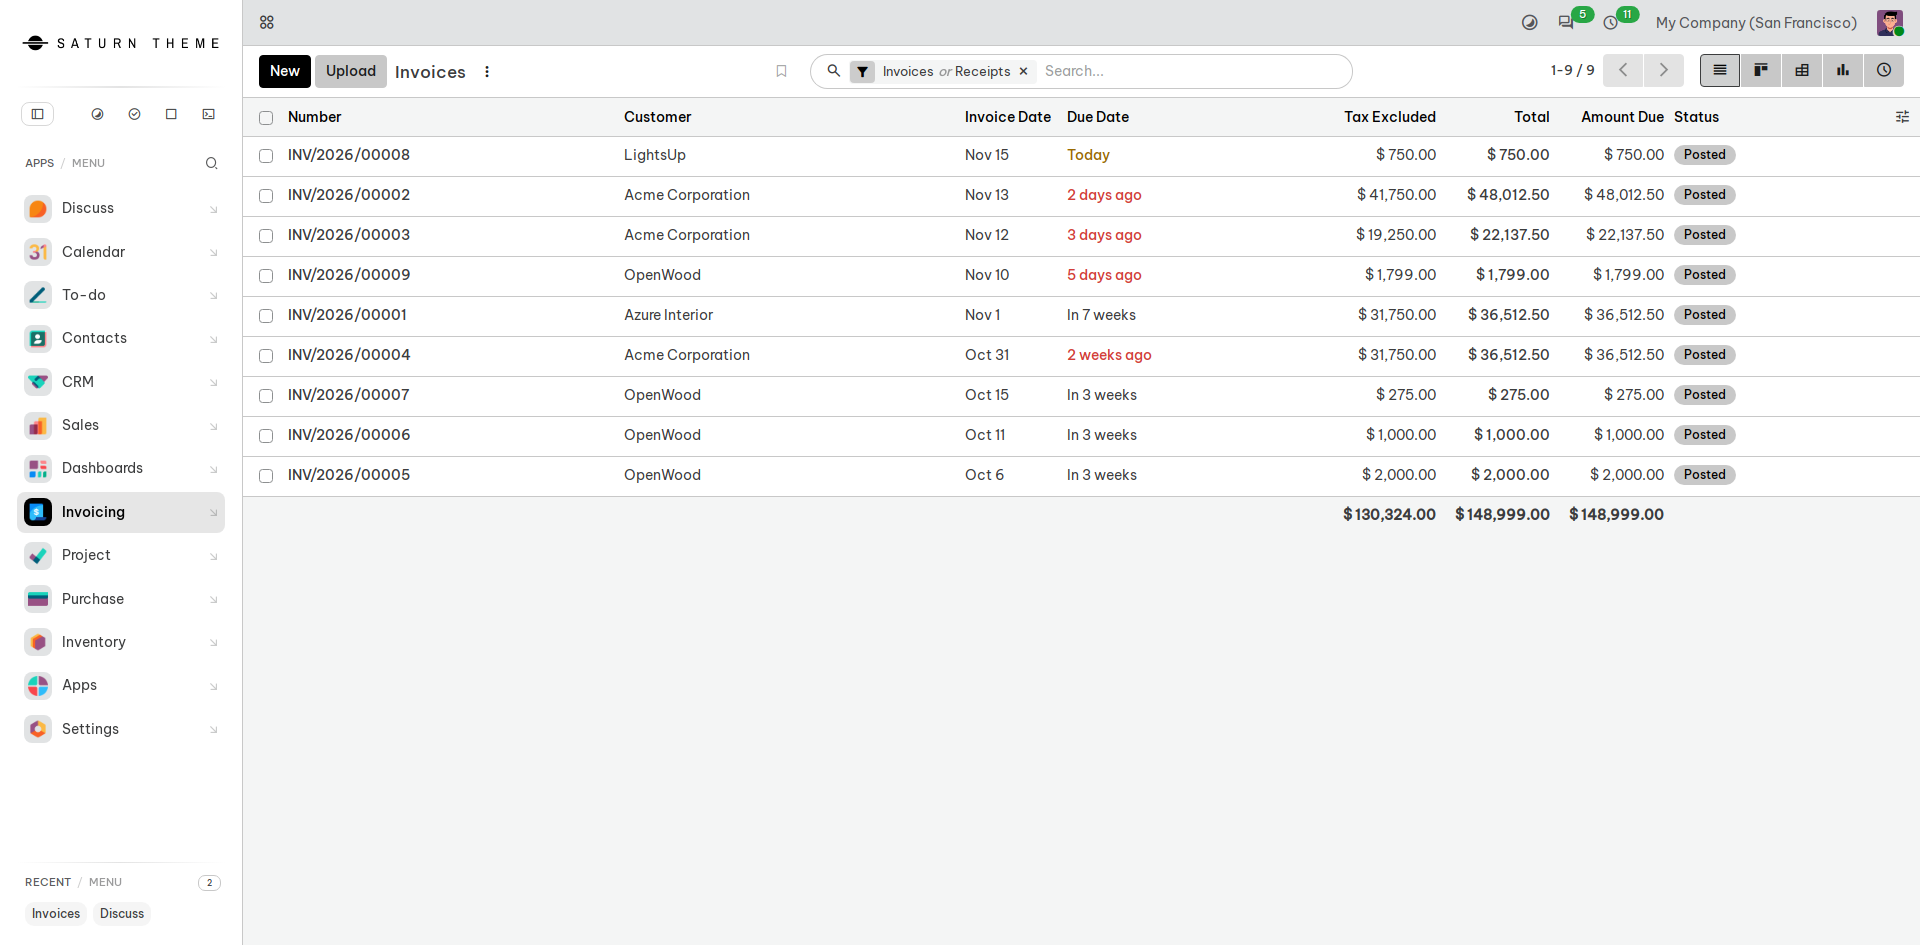 SATURN THEME
APPS / MENU
Discuss
31 Calendar
To-do
Contacts
CRM
Sales
Dashboards
$ Invoicing
Project
Purchase
Inventory
Apps
Settings
RECENT / MENU 2
Invoices Discuss
5 11 My Company (San Francisco)
New Upload Invoices Invoices or Receipts × Search... 1-9 / 9
Number Customer Invoice Date Due Date Tax Excluded Total Amount Due Status
INV/2026/00008 LightsUp Nov 15 Today $ 750.00 $ 750.00 $ 750.00 Posted
INV/2026/00002 Acme Corporation Nov 13 2 days ago $ 41,750.00 $ 48,012.50 $ 48,012.50 Posted
INV/2026/00003 Acme Corporation Nov 12 3 days ago $ 19,250.00 $ 22,137.50 $ 22,137.50 Posted
INV/2026/00009 OpenWood Nov 10 5 days ago $ 1,799.00 $ 1,799.00 $ 1,799.00 Posted
INV/2026/00001 Azure Interior Nov 1 In 7 weeks $ 31,750.00 $ 36,512.50 $ 36,512.50 Posted
INV/2026/00004 Acme Corporation Oct 31 2 weeks ago $ 31,750.00 $ 36,512.50 $ 36,512.50 Posted
INV/2026/00007 OpenWood Oct 15 In 3 weeks $ 275.00 $ 275.00 $ 275.00 Posted
INV/2026/00006 OpenWood Oct 11 In 3 weeks $ 1,000.00 $ 1,000.00 $ 1,000.00 Posted
INV/2026/00005 OpenWood Oct 6 In 3 weeks $ 2,000.00 $ 2,000.00 $ 2,000.00 Posted
$ 130,324.00 $ 148,999.00 $ 148,999.00